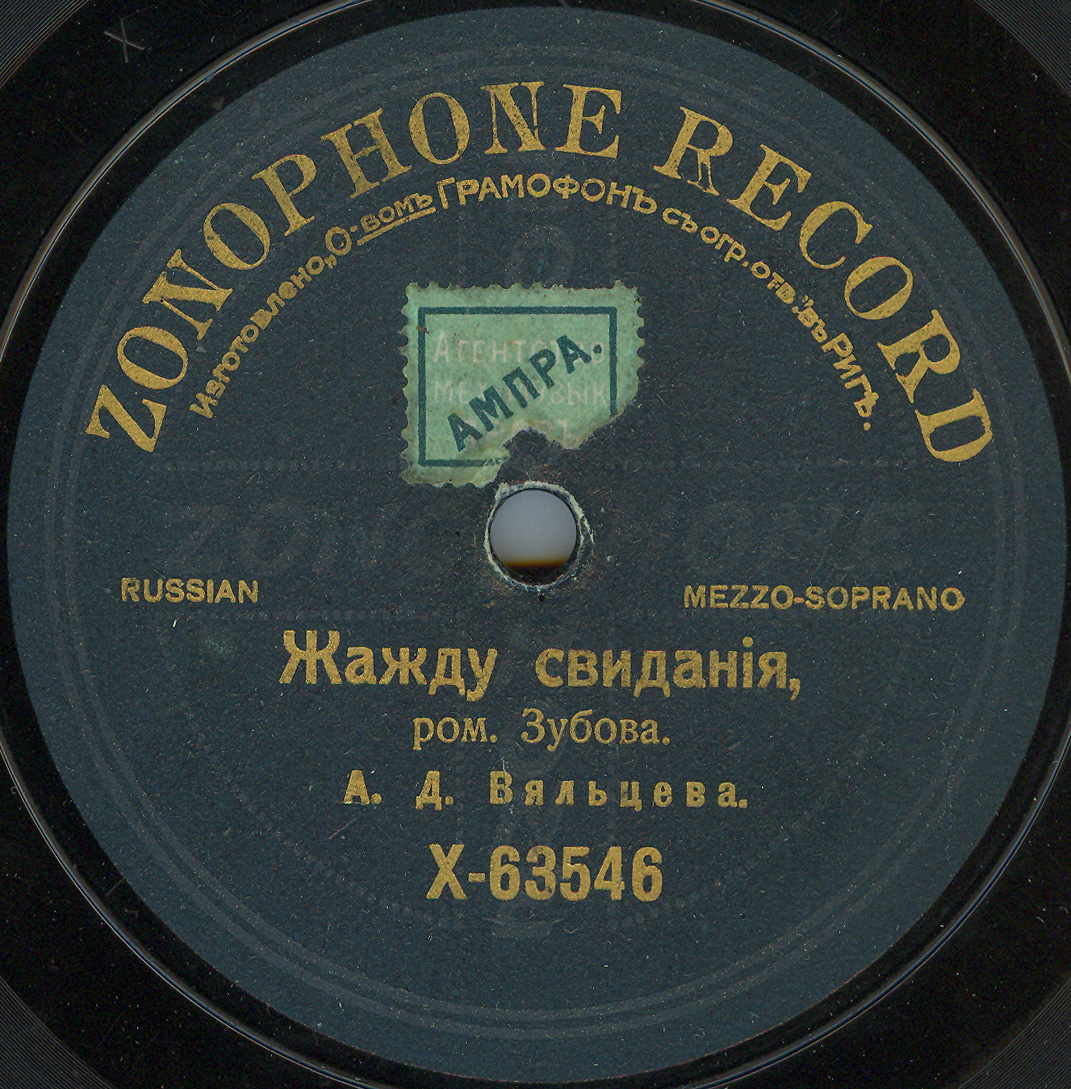 ZONOPHONE RECORD
Изготовлено „О-вомъ Грамофонъ съ огр. отв." въ Ригѣ.
АМПРА.
RUSSIAN
MEZZO-SOPRANO
Жажду свиданія,
ром. Зубова.
А. Д. Вяльцева.
X-63546